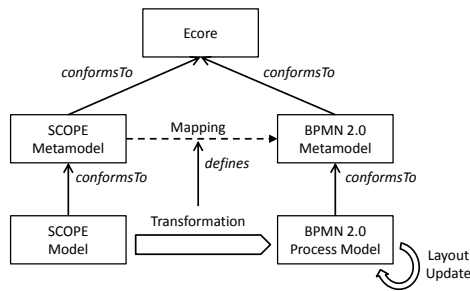 Ecore
conformsTo
conformsTo
SCOPE
Metamodel
Mapping
BPMN 2.0
Metamodel
defines
conformsTo
conformsTo
SCOPE
Model
Transformation
BPMN 2.0
Process Model
Layout
Update